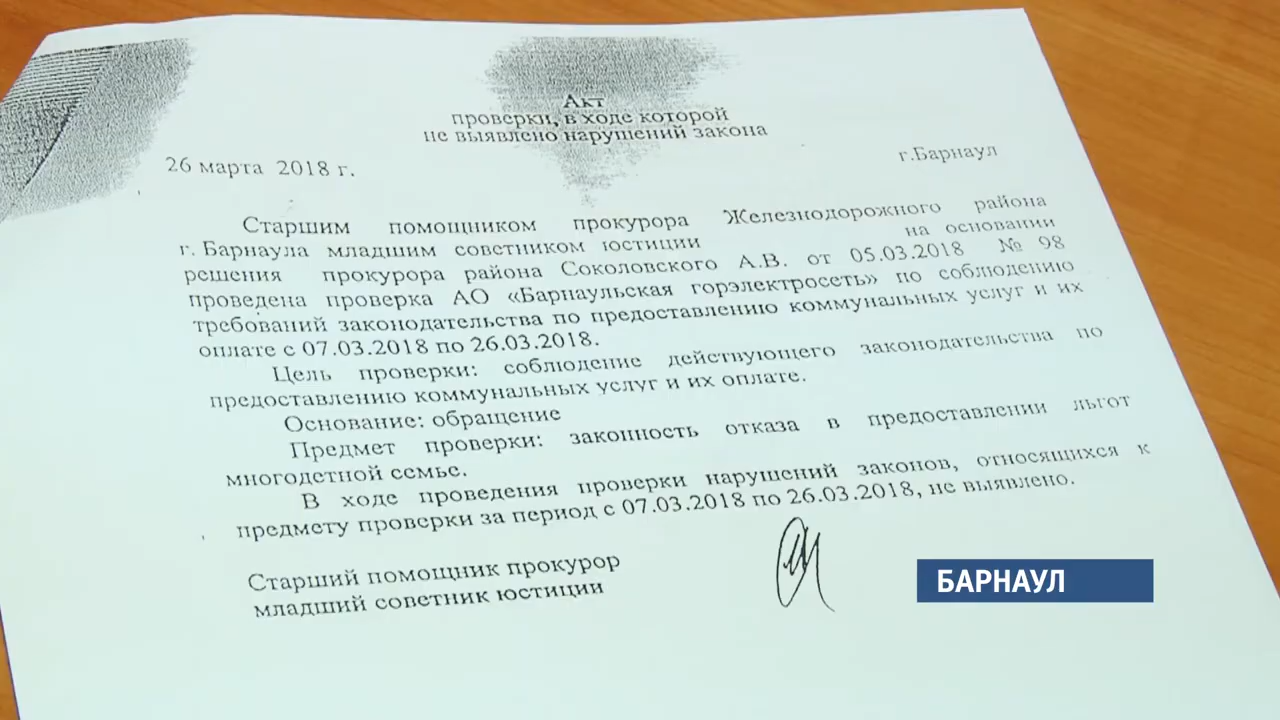 Акт
проверки, в ходе которой
не выявлено нарушений закона
26 марта 2018 г.
г.Барнаул
Старшим помощником прокурора Железнодорожного района
г. Барнаула младшим советником юстиции на основании
решения прокурора района Соколовского А.В. от 05.03.2018 № 98
проведена проверка АО «Барнаульская горэлектросеть» по соблюдению
требований законодательства по предоставлению коммунальных услуг и их
оплате с 07.03.2018 по 26.03.2018.
Цель проверки: соблюдение действующего законодательства по
предоставлению коммунальных услуг и их оплате.
Основание: обращение
Предмет проверки: законность отказа в предоставлении льгот
многодетной семье.
В ходе проведения проверки нарушений законов, относящихся к
предмету проверки за период с 07.03.2018 по 26.03.2018, не выявлено.
Старший помощник прокурор
младший советник юстиции
БАРНАУЛ